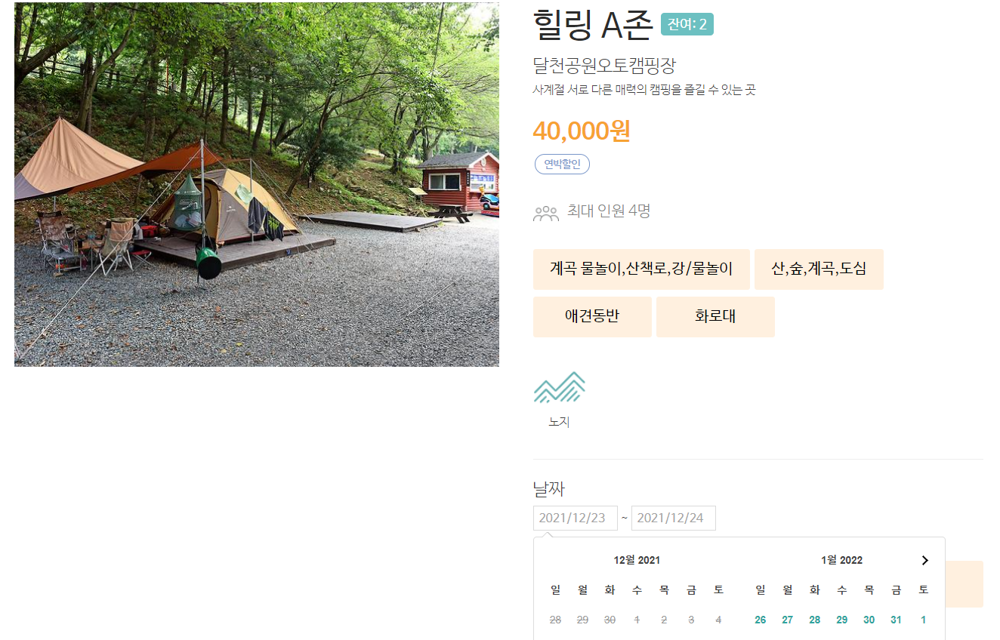 힐링 A존 잔여: 2
달천공원오토캠핑장
사계절 서로 다른 매력의 캠핑을 즐길 수 있는 곳
40,000원
연박할인
최대 인원 4명
계곡 물놀이,산책로,강/물놀이 산,숲,계곡,도심
애견동반 화로대
노지
날짜
2021/12/23 ~ 2021/12/24
12월 2021 1월 2022
일 월 화 수 목 금 토 일 월 화 수 목 금 토
28 29 30 1 2 3 4 26 27 28 29 30 31 1